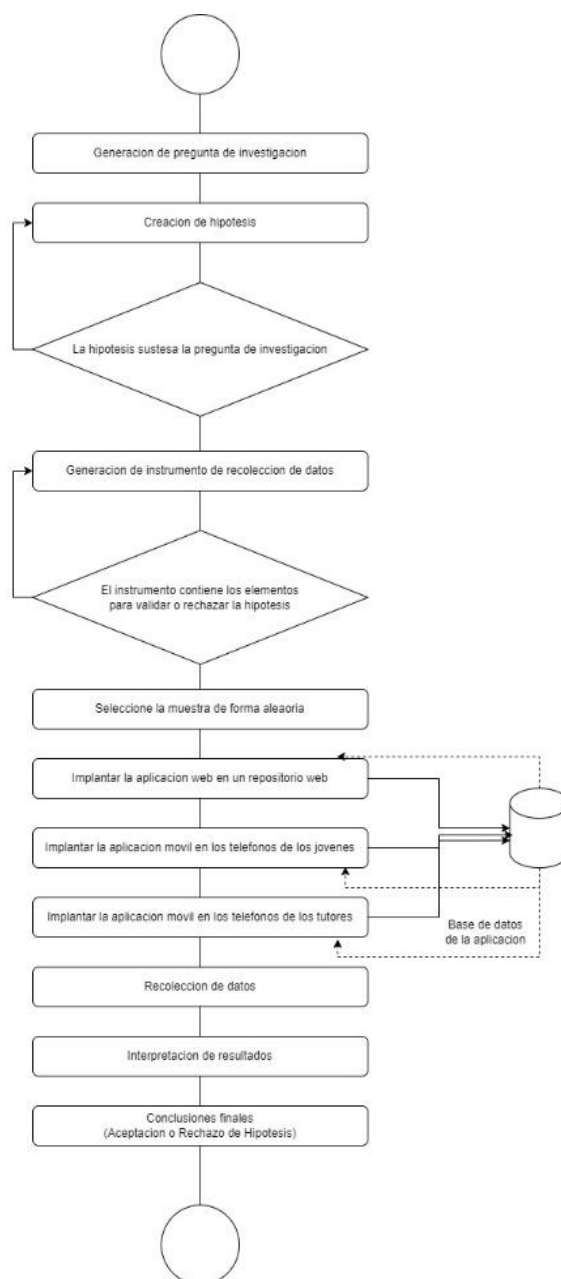 Generacion de pregunta de investigacion
Creacion de hipotesis
La hipotesis sustesa la pregunta de investigacion
Generacion de instrumento de recoleccion de datos
El instrumento contiene los elementos
para validar o rechazar la hipotesis
Seleccione la muestra de forma aleaoria
Implantar la aplicacion web en un repositorio web
Implantar la aplicacion movil en los telefonos de los jovenes
Implantar la aplicacion movil en los telefonos de los tutores
Base de datos
de la aplicacion
Recoleccion de datos
Interpretacion de resultados
Conclusiones finales
(Aceptacion o Rechazo de Hipotesis)